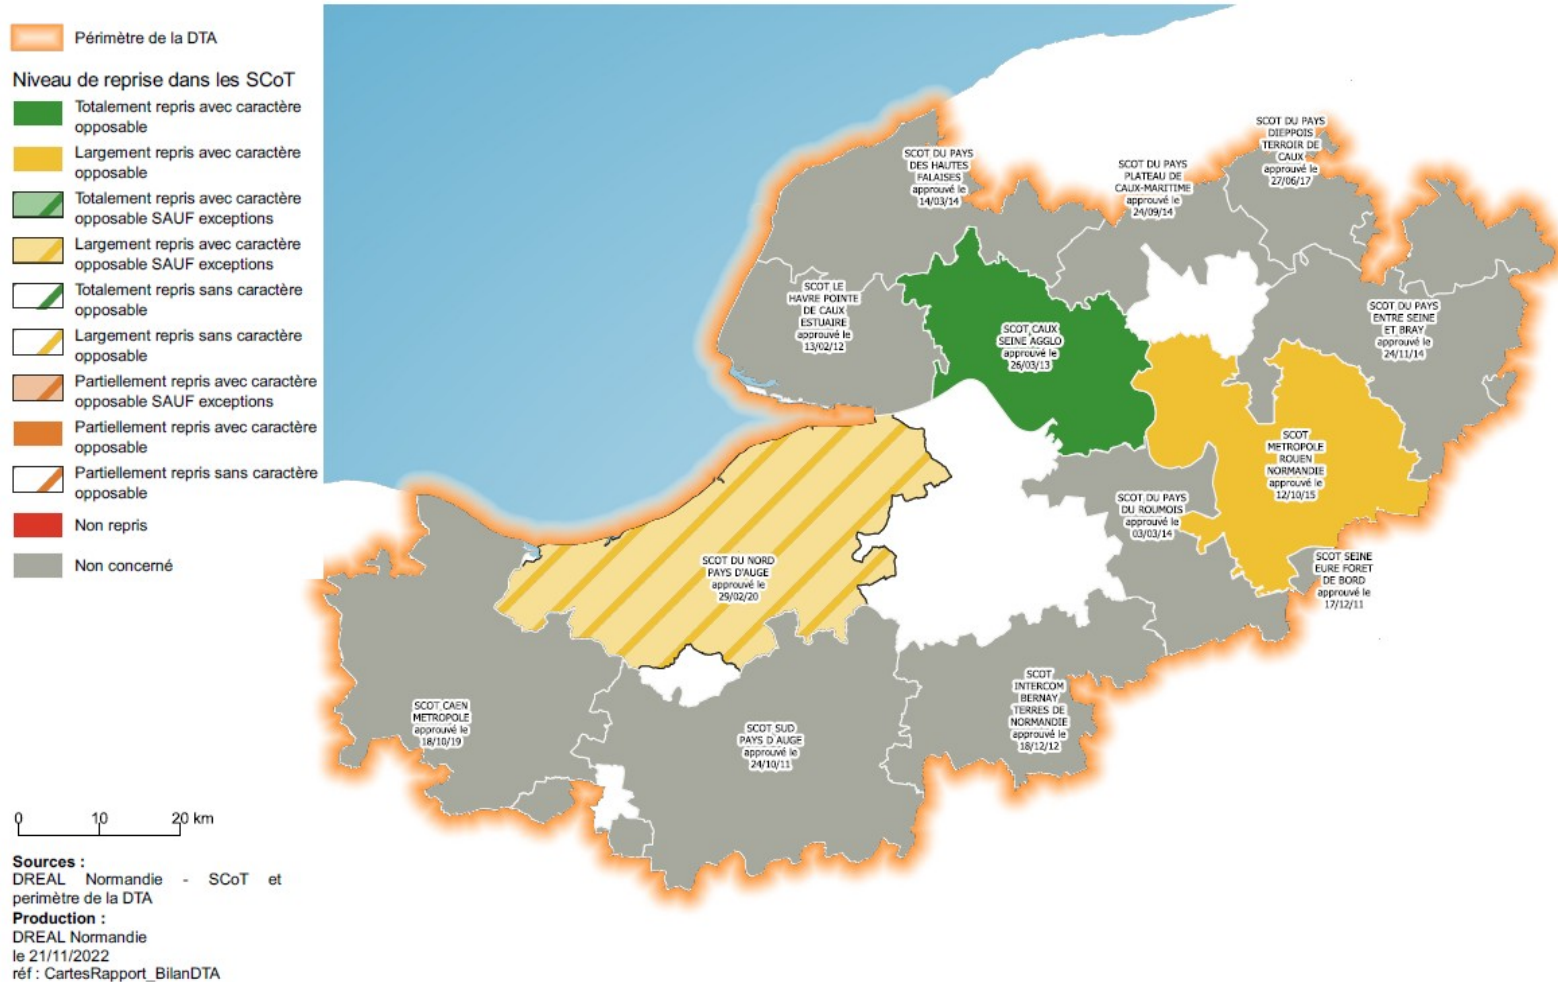 Périmètre de la DTA
Niveau de reprise dans les SCoT
Totalement repris avec caractère
opposable
Largement repris avec caractère
opposable
Totalement repris avec caractère
opposable SAUF exceptions
Largement repris avec caractère
opposable SAUF exceptions
Totalement repris sans caractère
opposable
Largement repris sans caractère
opposable
Partiellement repris avec caractère
opposable SAUF exceptions
Partiellement repris avec caractère
opposable
Partiellement repris sans caractère
opposable
Non repris
Non concerné
0 10 20 km
Sources :
DREAL Normandie - SCoT et
perimètre de la DTA
Production :
DREAL Normandie
le 21/11/2022
réf : CartesRapport_BilanDTA
SCOT DU PAYS
DES HAUTES
FALAISES
approuvé le
14/03/14
SCOT DU PAYS
PLATEAU DE
CAUX-MARITIME
approuvé le
24/09/14
SCOT DU PAYS
DIEPPOIS
TERROIR DE
CAUX
approuvé le
27/06/17
SCOT LE
HAVRE POINTE
DE CAUX
ESTUAIRE
approuvé le
13/02/12
SCOT CAUX
SEINE AGGLO
approuvé le
26/03/13
SCOT DU PAYS
ENTRE SEINE
ET BRAY
approuvé le
24/11/14
SCOT
METROPOLE
ROUEN
NORMANDIE
approuvé le
12/10/15
SCOT DU PAYS
DU ROUMOIS
approuvé le
03/03/14
SCOT SEINE
EURE FORET
DE BORD
approuvé le
17/12/11
SCOT DU NORD
PAYS D'AUGE
approuvé le
29/02/20
SCOT CAEN
METROPOLE
approuvé le
18/10/19
SCOT SUD
PAYS D'AUGE
approuvé le
24/10/11
SCOT
INTERCOM
BERNAY
TERRES DE
NORMANDIE
approuvé le
18/12/12